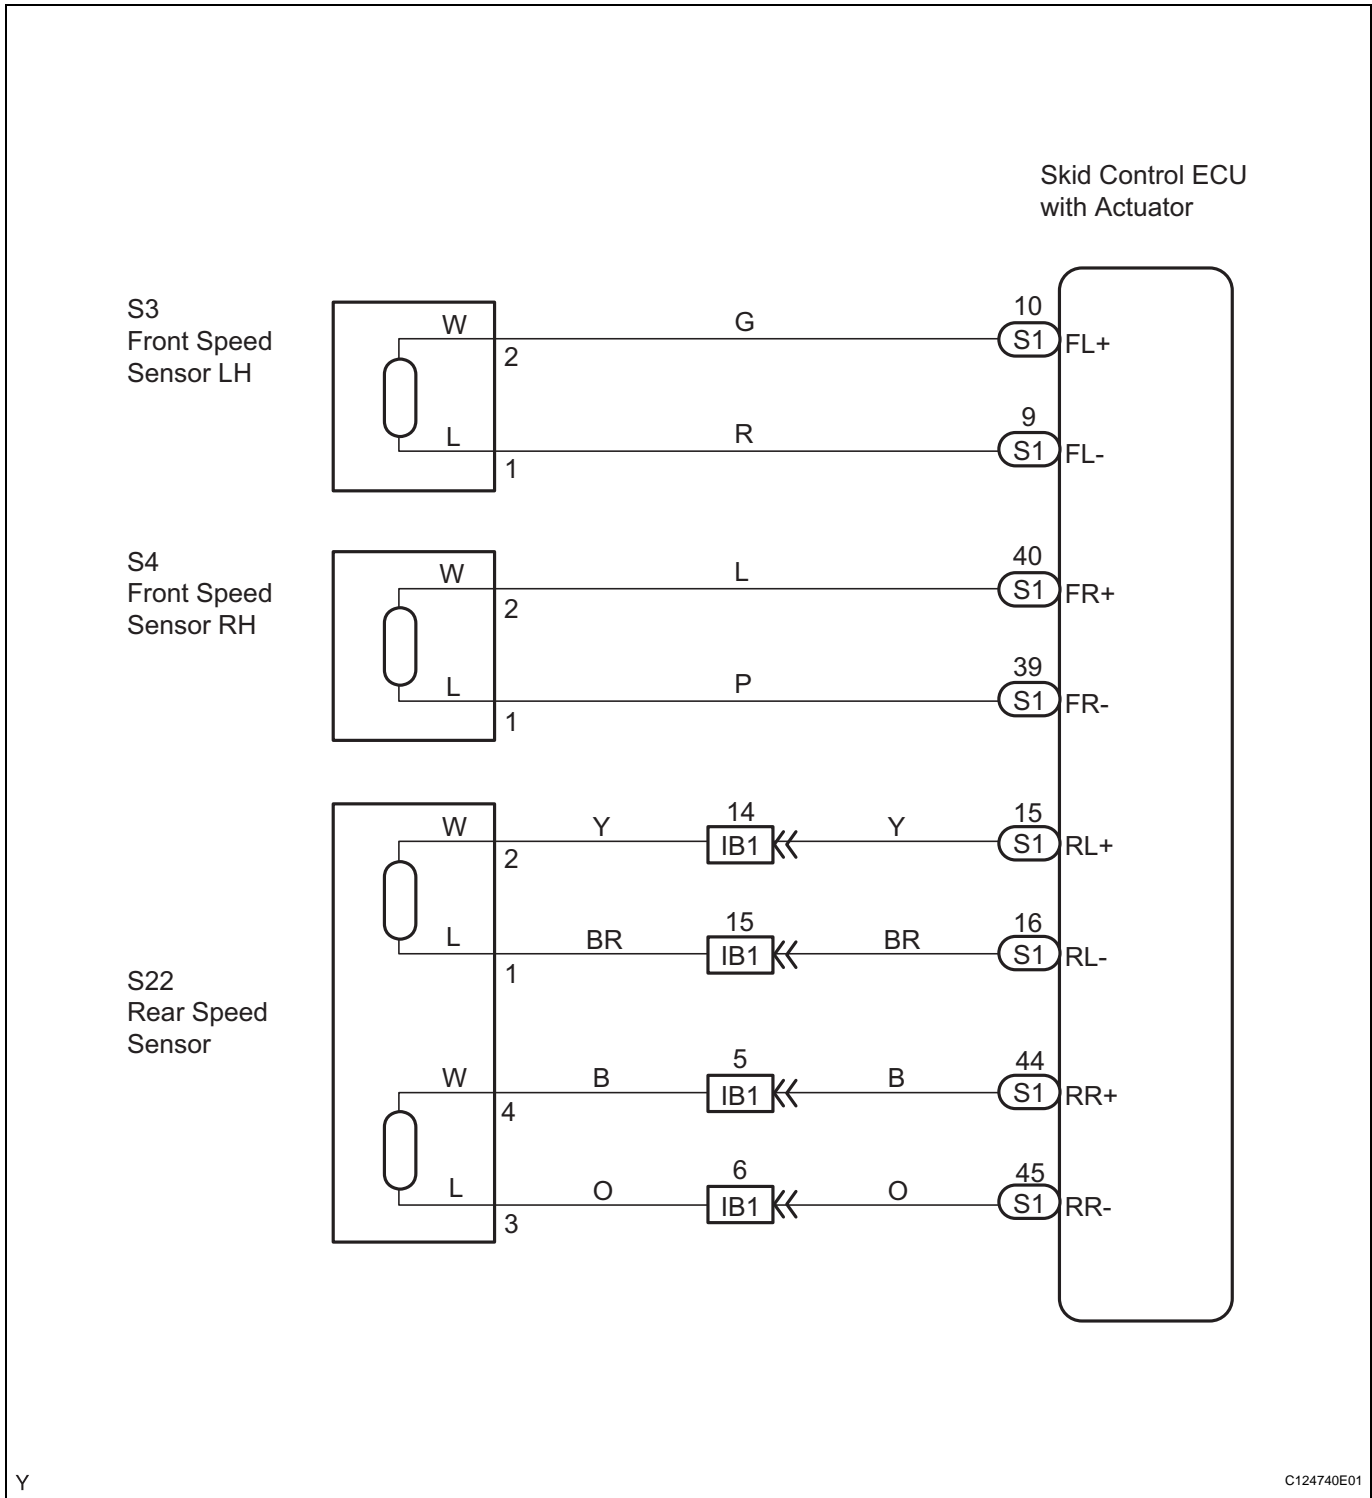 Skid Control ECU
with Actuator
S3
Front Speed
Sensor LH
W
2
G
10
S1
FL+
L
1
R
9
S1
FL-
S4
Front Speed
Sensor RH
W
2
L
40
S1
FR+
L
1
P
39
S1
FR-
S22
Rear Speed
Sensor
W
2
Y
14
IB1
Y
15
S1
RL+
L
1
BR
15
IB1
BR
16
S1
RL-
W
4
B
5
IB1
B
44
S1
RR+
L
3
O
6
IB1
O
45
S1
RR-
Y
C124740E01